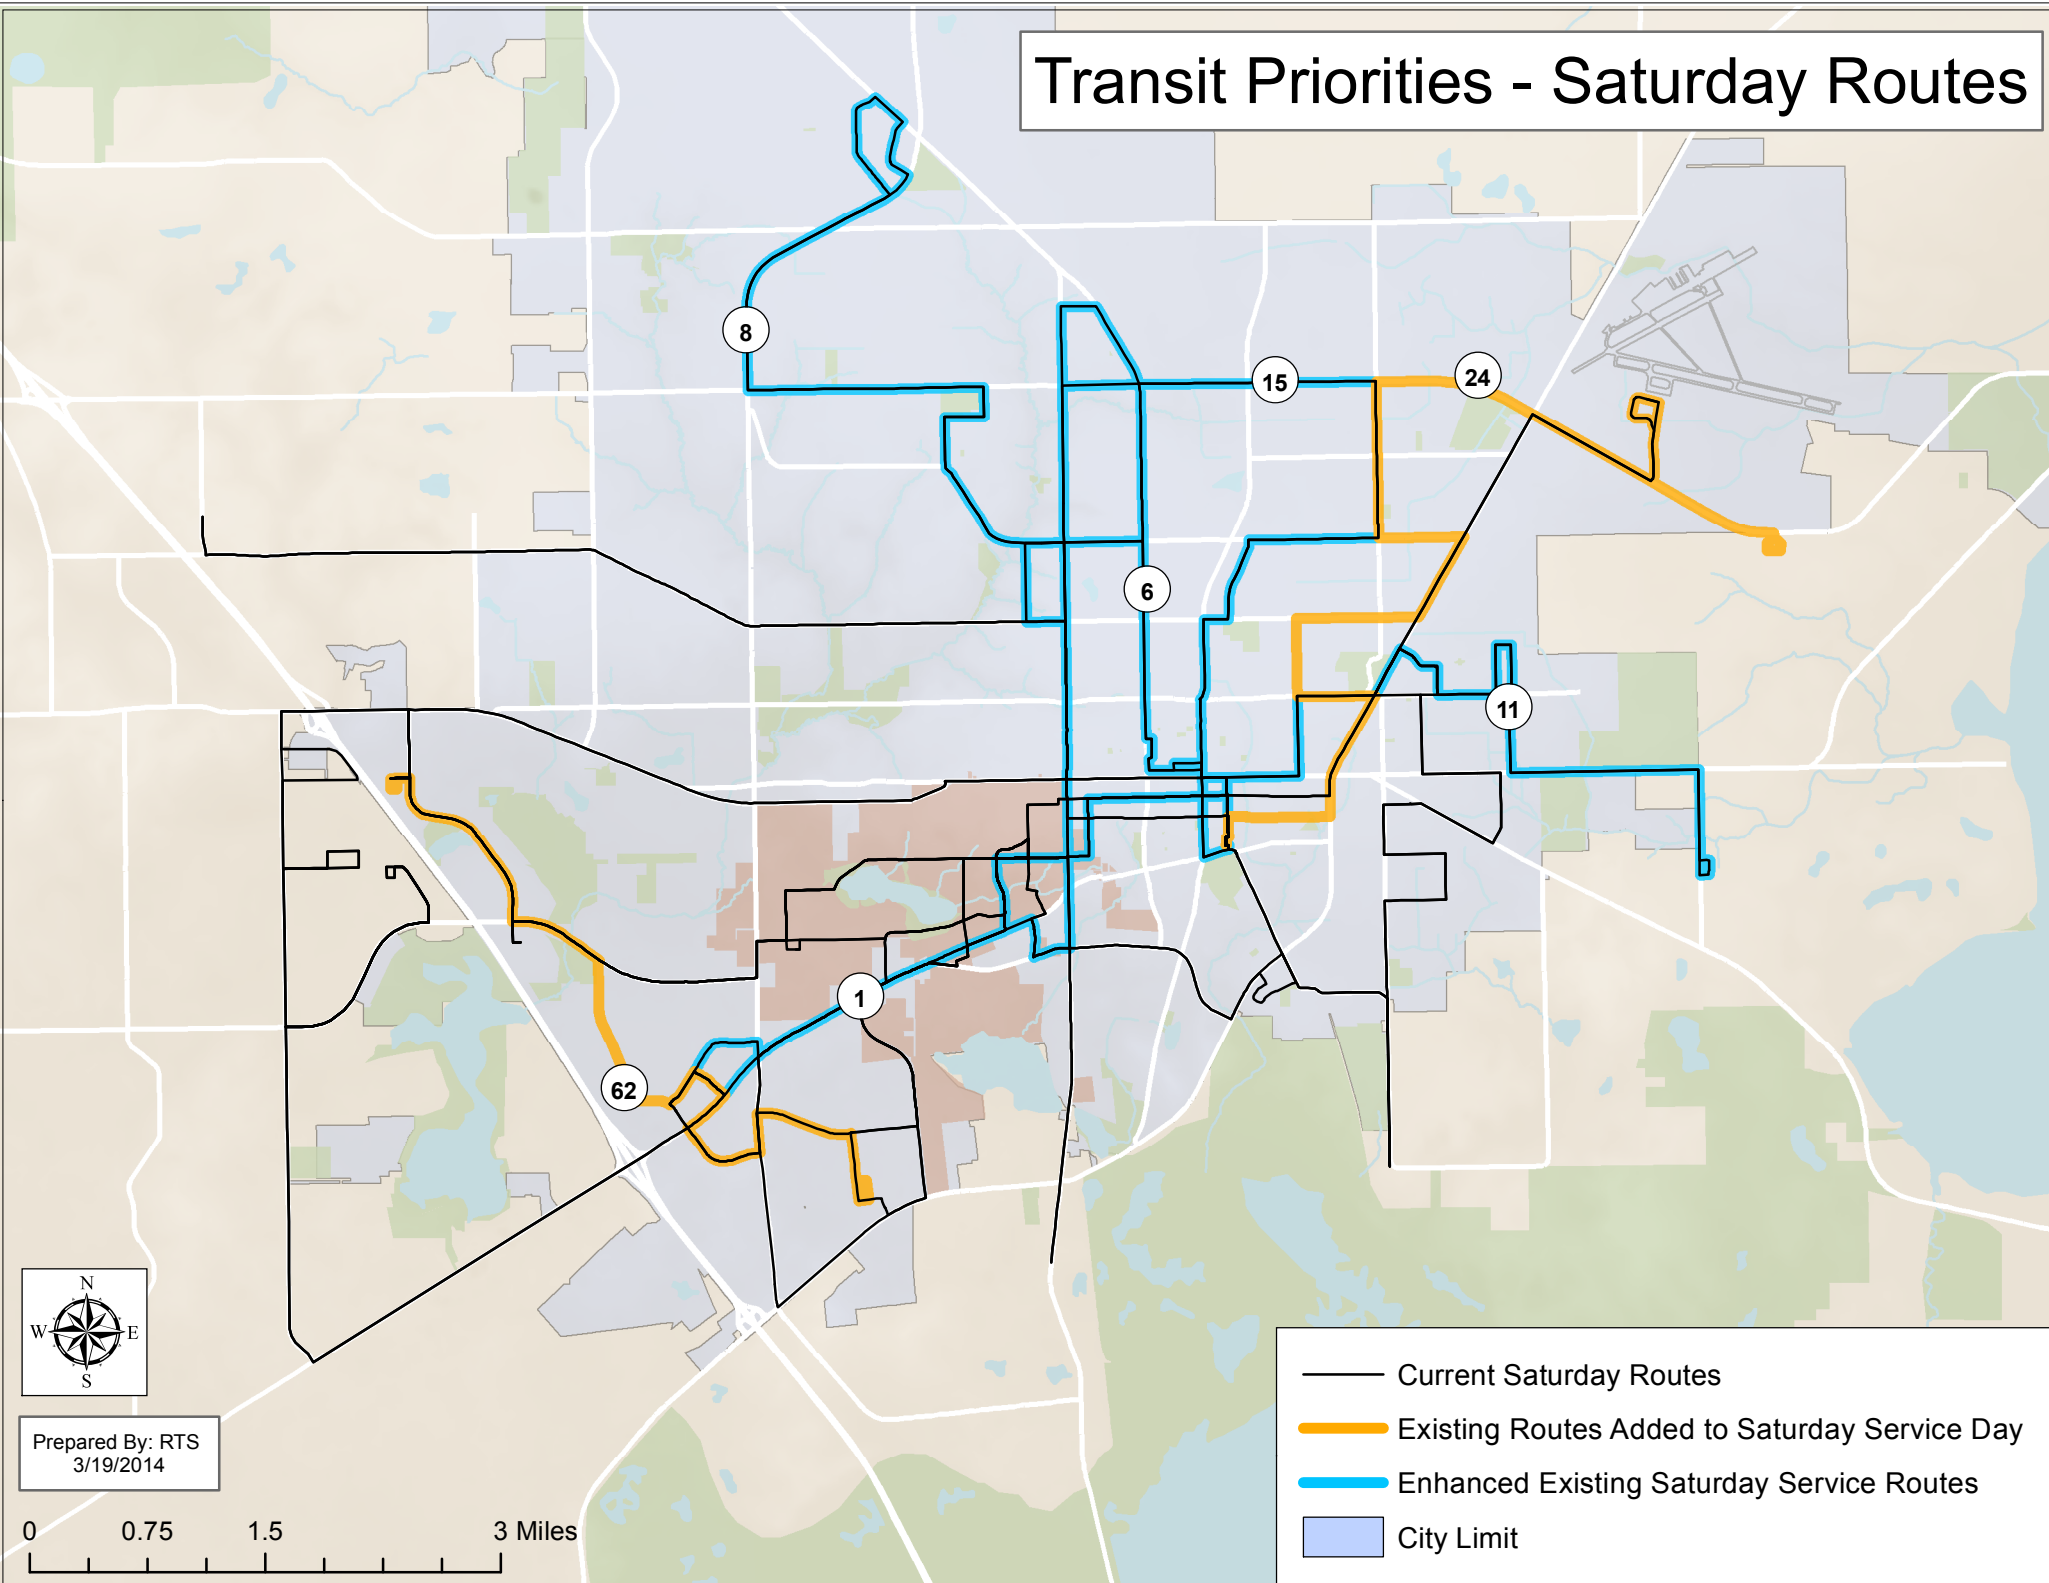 Transit Priorities - Saturday Routes
8
15
24
6
11
1
62
N
W E
S
Prepared By: RTS
3/19/2014
0 0.75 1.5 3 Miles
Current Saturday Routes
Existing Routes Added to Saturday Service Day
Enhanced Existing Saturday Service Routes
City Limit